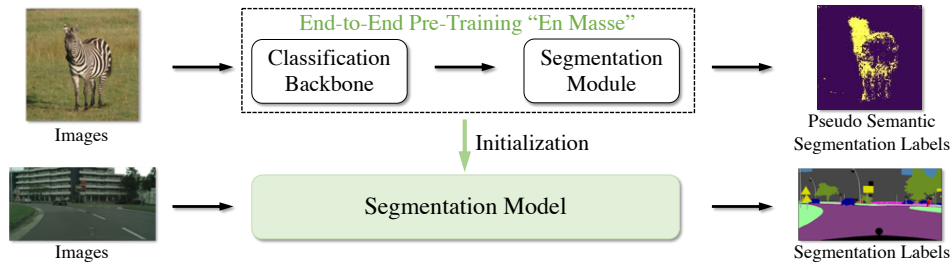 End-to-End Pre-Training “En Masse”
Classification
Backbone
Segmentation
Module
Images
Pseudo Semantic
Segmentation Labels
Initialization
Segmentation Model
Images
Segmentation Labels